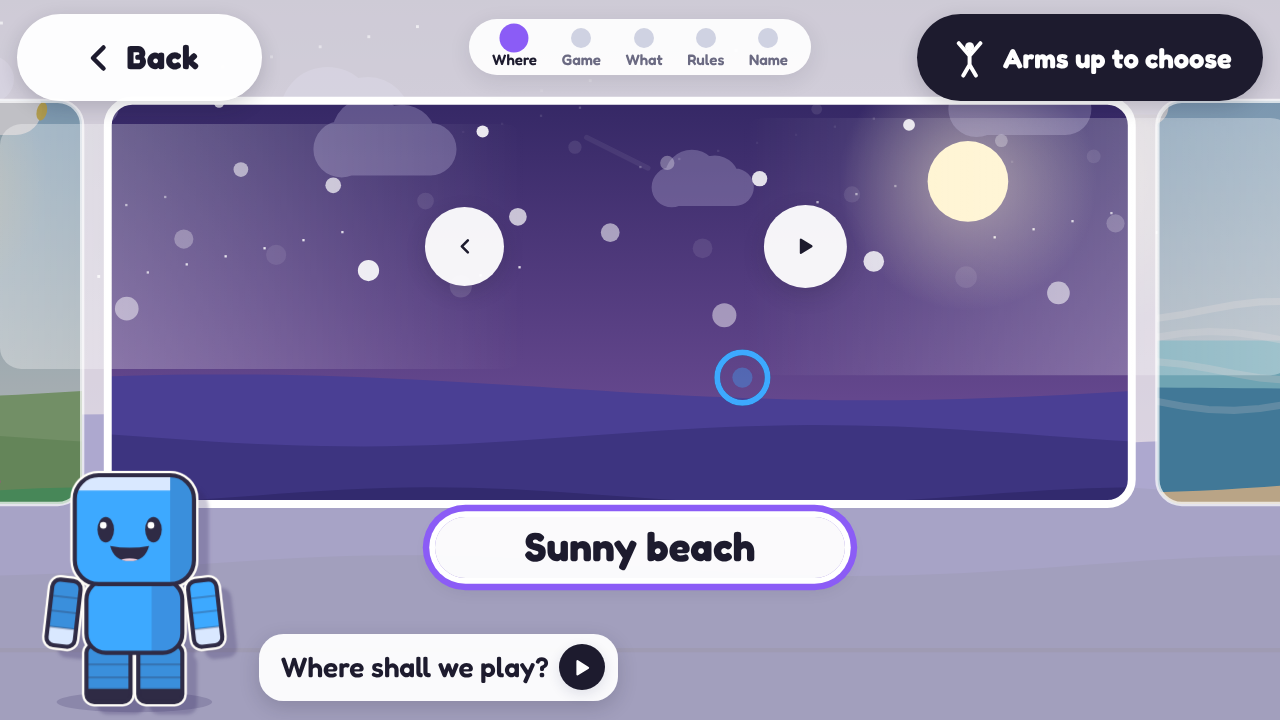 Back
Where
Game
What
Rules
Name
Arms up to choose
Sunny beach
Where shall we play?